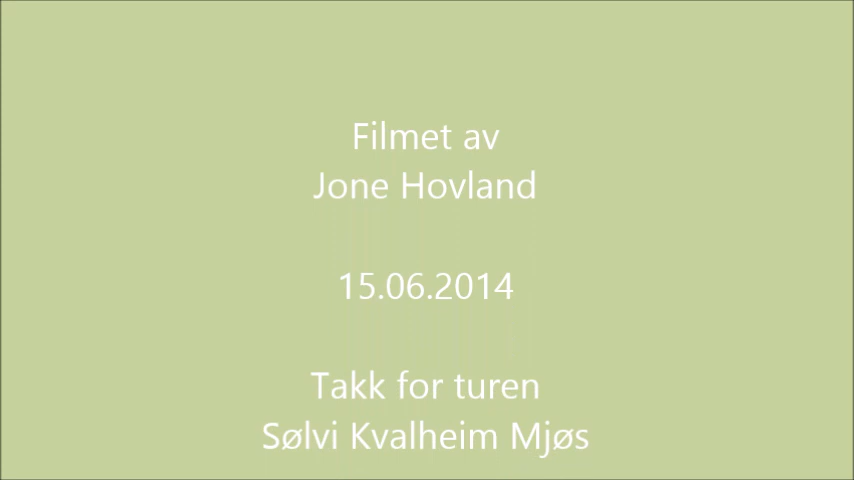 Filmet av
Jone Hovland
15.06.2014
Takk for turen
Sølvi Kvalheim Mjøs